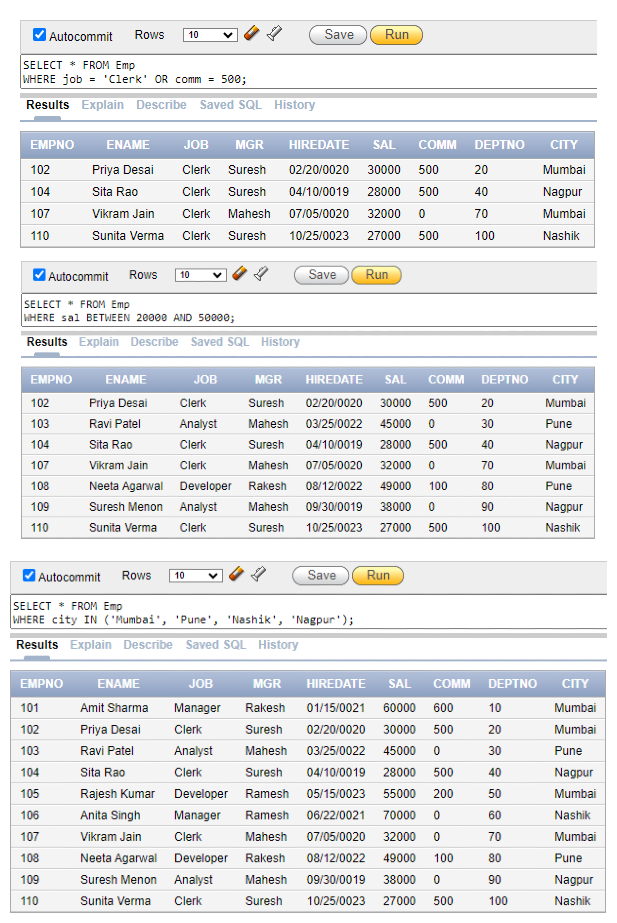 Autocommit Rows 10 Save Run
SELECT * FROM Emp
WHERE job = 'Clerk' OR comm = 500;
Results Explain Describe Saved SQL History
EMPNO ENAME JOB MGR HIREDATE SAL COMM DEPTNO CITY
102 Priya Desai Clerk Suresh 02/20/0020 30000 500 20 Mumbai
104 Sita Rao Clerk Suresh 04/10/0019 28000 500 40 Nagpur
107 Vikram Jain Clerk Mahesh 07/05/0020 32000 0 70 Mumbai
110 Sunita Verma Clerk Suresh 10/25/0023 27000 500 100 Nashik
Autocommit Rows 10 Save Run
SELECT * FROM Emp
WHERE sal BETWEEN 20000 AND 50000;
Results Explain Describe Saved SQL History
EMPNO ENAME JOB MGR HIREDATE SAL COMM DEPTNO CITY
102 Priya Desai Clerk Suresh 02/20/0020 30000 500 20 Mumbai
103 Ravi Patel Analyst Mahesh 03/25/0022 45000 0 30 Pune
104 Sita Rao Clerk Suresh 04/10/0019 28000 500 40 Nagpur
107 Vikram Jain Clerk Mahesh 07/05/0020 32000 0 70 Mumbai
108 Neeta Agarwal Developer Rakesh 08/12/0022 49000 100 80 Pune
109 Suresh Menon Analyst Mahesh 09/30/0019 38000 0 90 Nagpur
110 Sunita Verma Clerk Suresh 10/25/0023 27000 500 100 Nashik
Autocommit Rows 10 Save Run
SELECT * FROM Emp
WHERE city IN ('Mumbai', 'Pune', 'Nashik', 'Nagpur');
Results Explain Describe Saved SQL History
EMPNO ENAME JOB MGR HIREDATE SAL COMM DEPTNO CITY
101 Amit Sharma Manager Rakesh 01/15/0021 60000 600 10 Mumbai
102 Priya Desai Clerk Suresh 02/20/0020 30000 500 20 Mumbai
103 Ravi Patel Analyst Mahesh 03/25/0022 45000 0 30 Pune
104 Sita Rao Clerk Suresh 04/10/0019 28000 500 40 Nagpur
105 Rajesh Kumar Developer Ramesh 05/15/0023 55000 200 50 Mumbai
106 Anita Singh Manager Ramesh 06/22/0021 70000 0 60 Nashik
107 Vikram Jain Clerk Mahesh 07/05/0020 32000 0 70 Mumbai
108 Neeta Agarwal Developer Rakesh 08/12/0022 49000 100 80 Pune
109 Suresh Menon Analyst Mahesh 09/30/0019 38000 0 90 Nagpur
110 Sunita Verma Clerk Suresh 10/25/0023 27000 500 100 Nashik